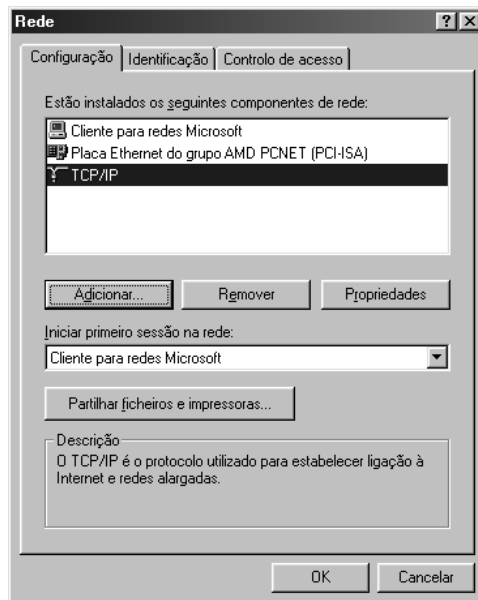 Rede
Configuração Identificação Controlo de acesso
Estão instalados os seguintes componentes de rede:
Cliente para redes Microsoft
Placa Ethernet do grupo AMD PCNET (PCI-ISA)
TCP/IP
Adicionar... Remover Propriedades
Iniciar primeiro sessão na rede:
Cliente para redes Microsoft
Partilhar ficheiros e impressoras...
Descrição
O TCP/IP é o protocolo utilizado para estabelecer ligação à
Internet e redes alargadas.
OK Cancelar